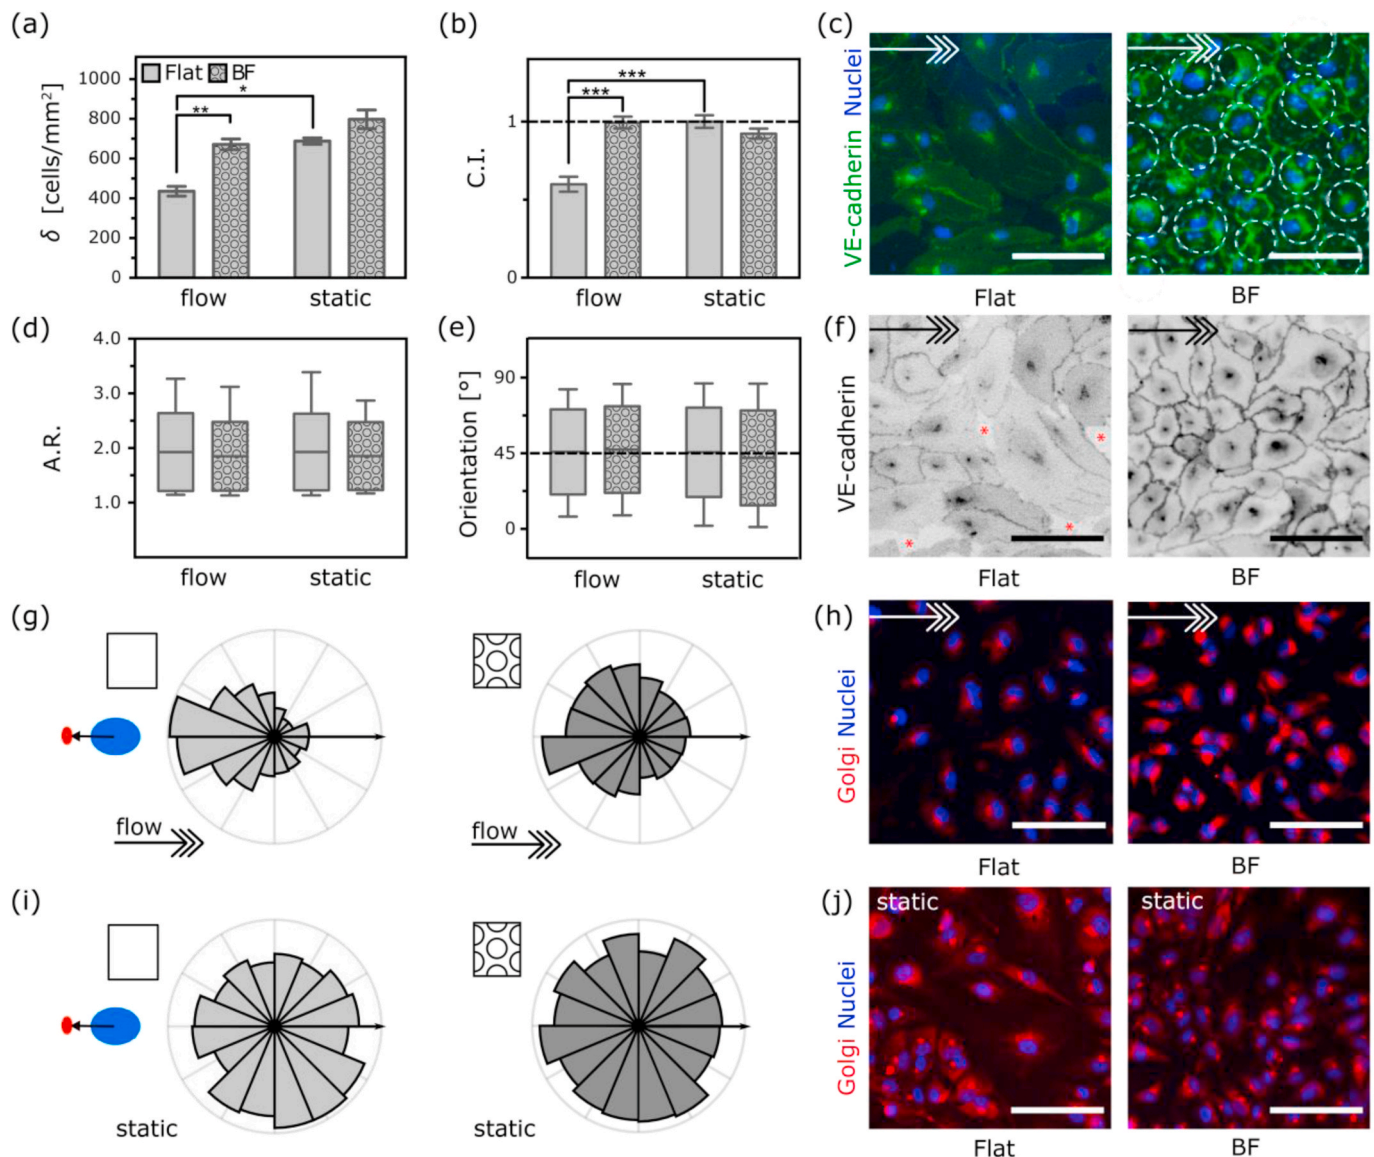 (a)
δ [cells/mm²]
1000
800
600
400
200
0
Flat BF
*
**
flow static
(b)
C.I.
1
0
***
***
flow static
(c)
VE-cadherin Nuclei
Flat BF
(d)
A.R.
4.0
3.0
2.0
1.0
flow static
(e)
Orientation [°]
90
45
0
flow static
(f)
VE-cadherin
*
*
*
*
Flat BF
(g)
flow
flow
(h)
Golgi Nuclei
Flat BF
(i)
static
static
(j)
Golgi Nuclei
static
static
Flat BF